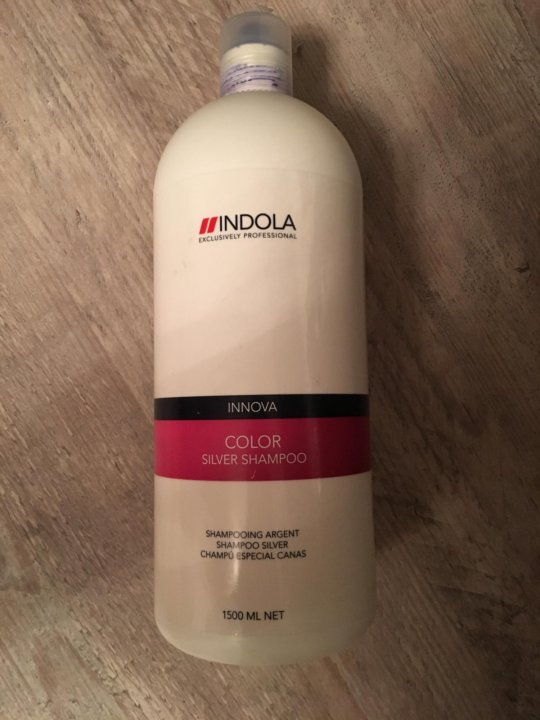 INDOLA
EXCLUSIVELY PROFESSIONAL
INNOVA
COLOR
SILVER SHAMPOO
SHAMPOOING ARGENT
SHAMPOO SILVER
CHAMPÚ ESPECIAL CANAS
1500 ML NET